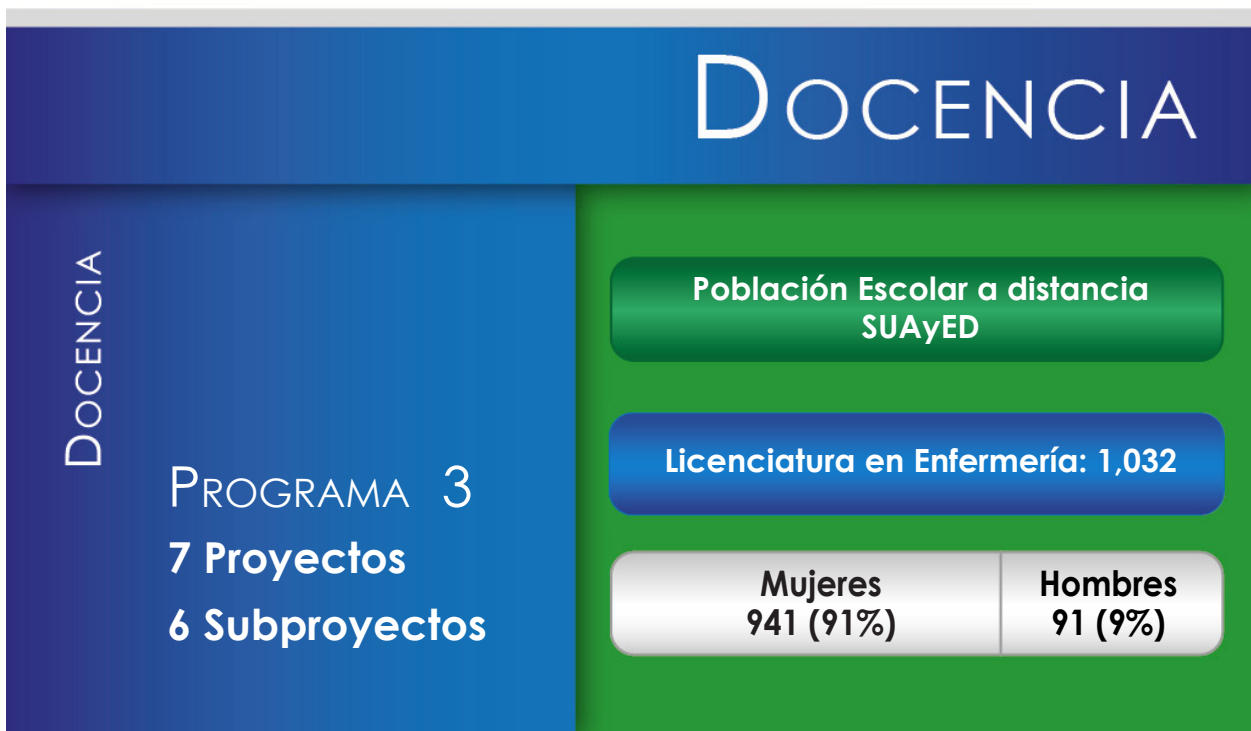 DOCENCIA
DOCENCIA
PROGRAMA 3
7 Proyectos
6 Subproyectos
Población Escolar a distancia
SUAyED
Licenciatura en Enfermería: 1,032
Mujeres
941 (91%)
Hombres
91 (9%)